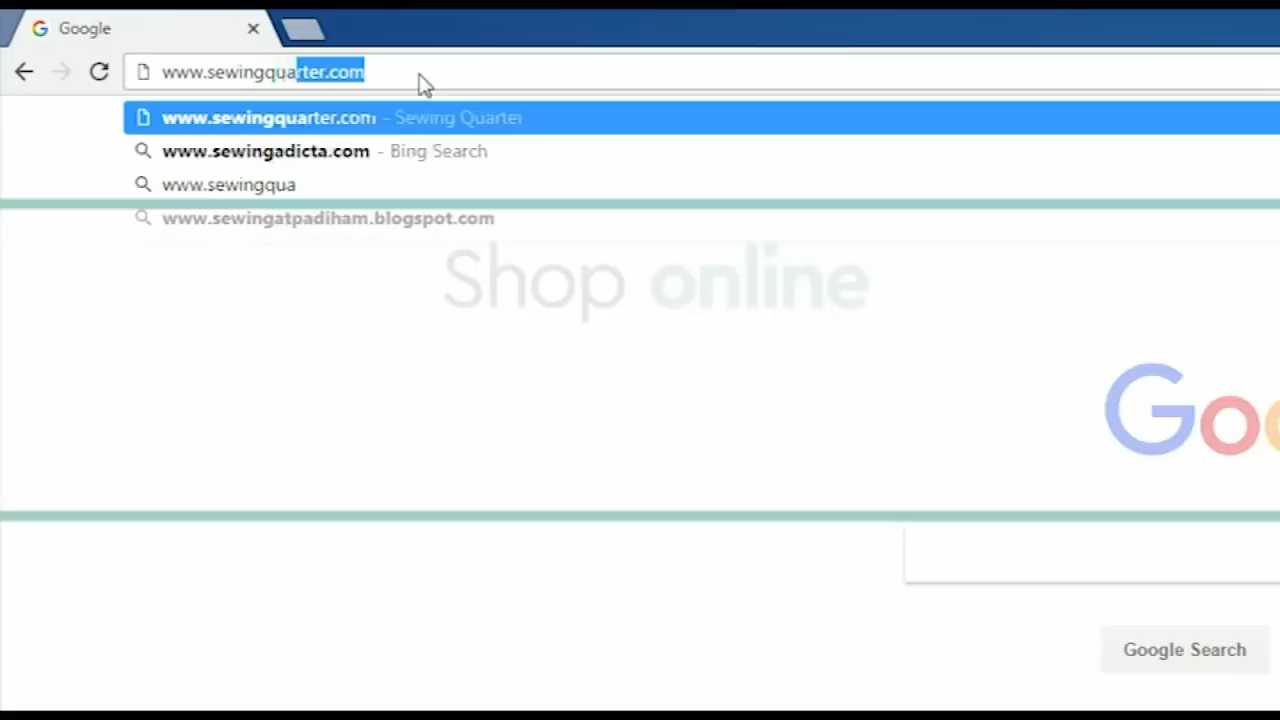 Google
www.sewingquarter.com
www.sewingquarter.com - Sewing Quarter
www.sewingadicta.com - Bing Search
www.sewingqua
www.sewingatpadiham.blogspot.com
Shop online
Goo
Google Search